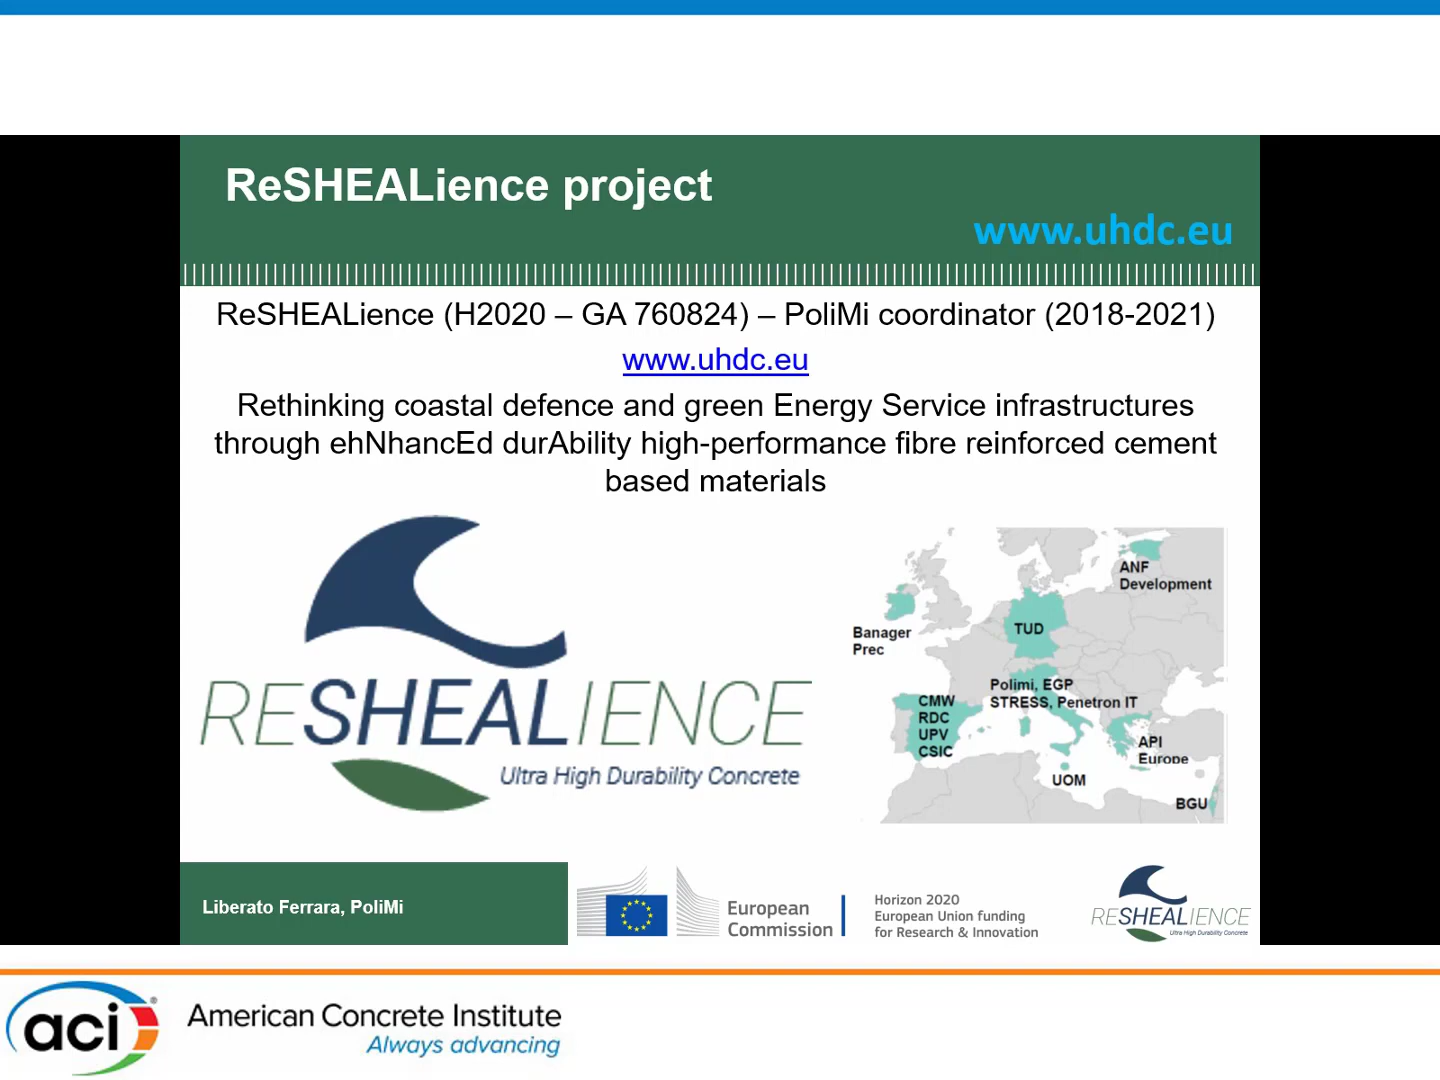 ReSHEALience project
www.uhdc.eu
ReSHEALience (H2020 – GA 760824) – PoliMi coordinator (2018-2021)
www.uhdc.eu
Rethinking coastal defence and green Energy Service infrastructures
through ehNhancEd durAbility high-performance fibre reinforced cement
based materials
RESHEALIENCE
Ultra High Durability Concrete
ANF
Development
TUD
Banager
Prec
Polimi, EGP
STRESS, Penetron IT
CMW
RDC
UPV
CSIC
API
Europe
UOM
BGU
Liberato Ferrara, PoliMi
European
Commission
Horizon 2020
European Union funding
for Research & Innovation
RESHEALIENCE
Ultra High Durability Concrete
aci®
American Concrete Institute
Always advancing